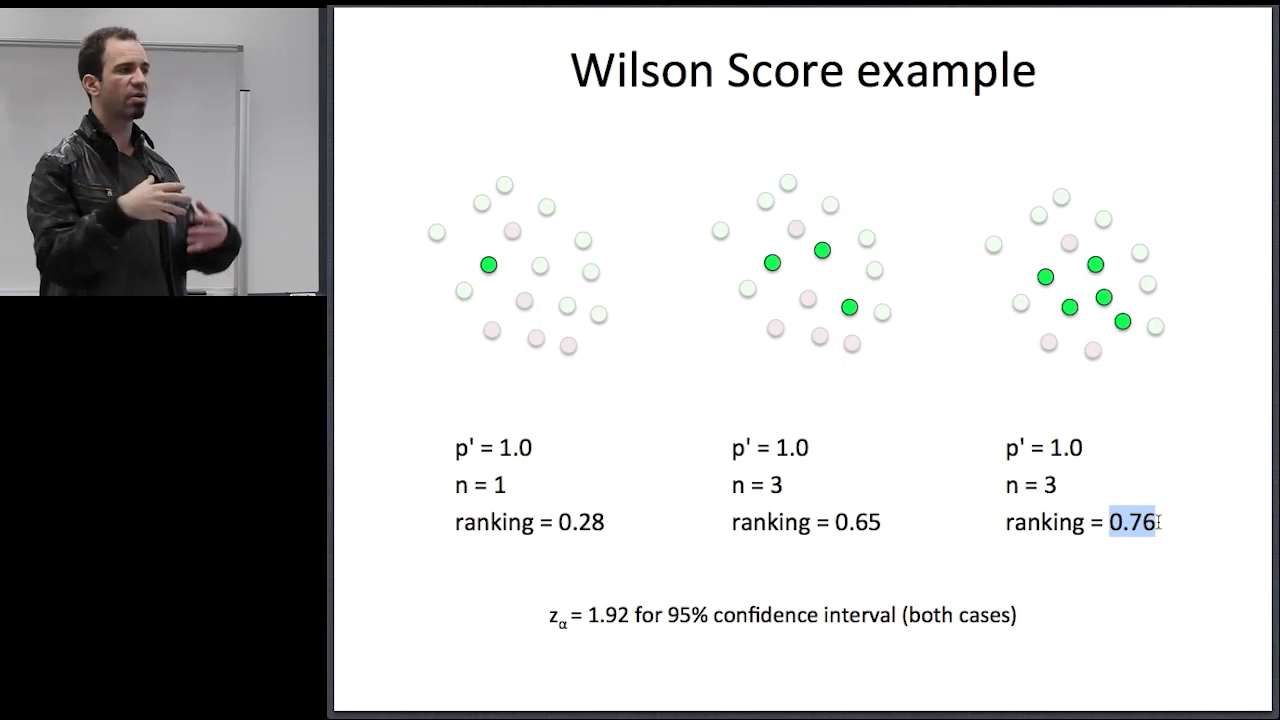 Wilson Score example
p' = 1.0
n = 1
ranking = 0.28
p' = 1.0
n = 3
ranking = 0.65
p' = 1.0
n = 3
ranking = 0.76
zα = 1.92 for 95% confidence interval (both cases)